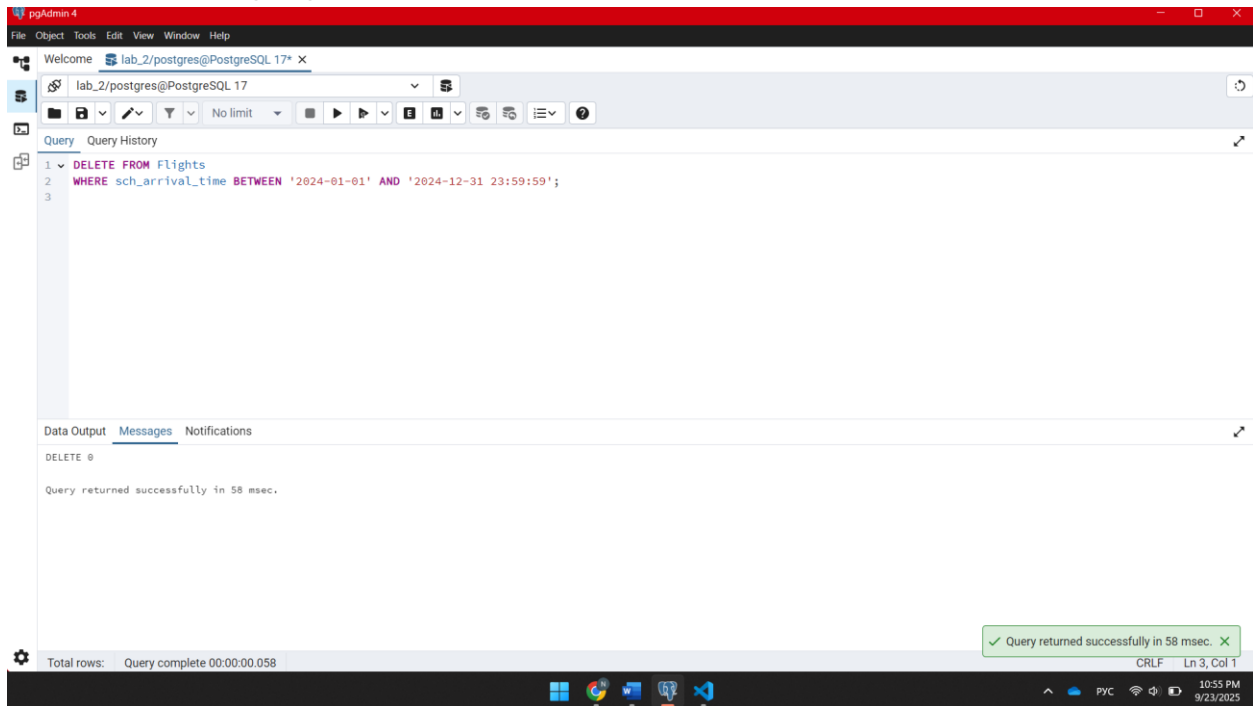 pgAdmin 4
File Object Tools Edit View Window Help
Welcome lab_2/postgres@PostgreSQL 17* X
lab_2/postgres@PostgreSQL 17
No limit
Query Query History
1 DELETE FROM Flights
2 WHERE sch_arrival_time BETWEEN '2024-01-01' AND '2024-12-31 23:59:59';
3
Data Output Messages Notifications
DELETE 0
Query returned successfully in 58 msec.
Query returned successfully in 58 msec.
Total rows: Query complete 00:00:00.058 CRLF Ln 3, Col 1
РУС 10:55 PM
9/23/2025